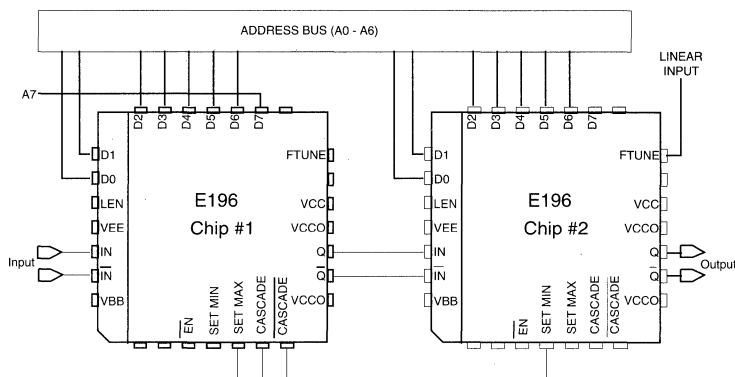 ADDRESS BUS (A0 - A6)
LINEAR
INPUT
A7
D2
D3
D4
D5
D6
D7
D1
D0
LEN
VEE
IN
IN
VBB
E196
Chip #1
FTUNE
VCC
VCCO
Q
Q
VCCO
EN
SET MIN
SET MAX
CASCADE
CASCADE
Input
D2
D3
D4
D5
D6
D7
D1
D0
LEN
VEE
IN
IN
VBB
E196
Chip #2
FTUNE
VCC
VCCO
Q
Q
VCCO
EN
SET MIN
SET MAX
CASCADE
CASCADE
Output